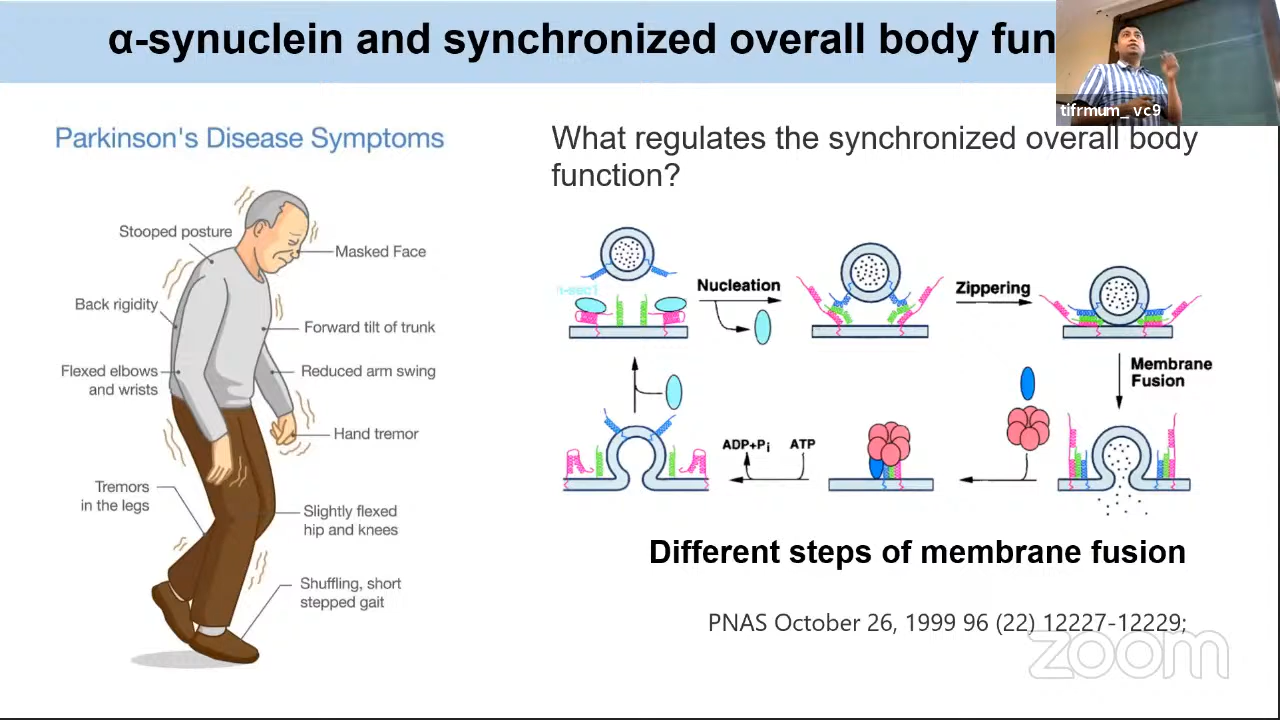 α-synuclein and synchronized overall body fun
tifrmum_ vc9
Parkinson's Disease Symptoms
Stooped posture
Masked Face
Back rigidity
Forward tilt of trunk
Flexed elbows
and wrists
Reduced arm swing
Hand tremor
Tremors
in the legs
Slightly flexed
hip and knees
Shuffling, short
stepped gait
What regulates the synchronized overall body
function?
n-sec1
Nucleation
Zippering
Membrane
Fusion
ADP+Pi
ATP
Different steps of membrane fusion
PNAS October 26, 1999 96 (22) 12227-12229;
zoom